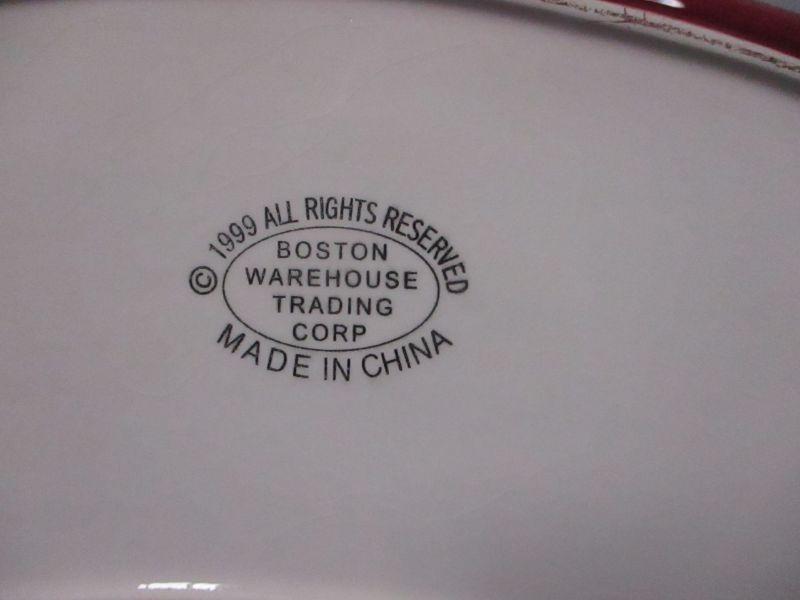 © 1999 ALL RIGHTS RESERVED
BOSTON
WAREHOUSE
TRADING
CORP
MADE IN CHINA